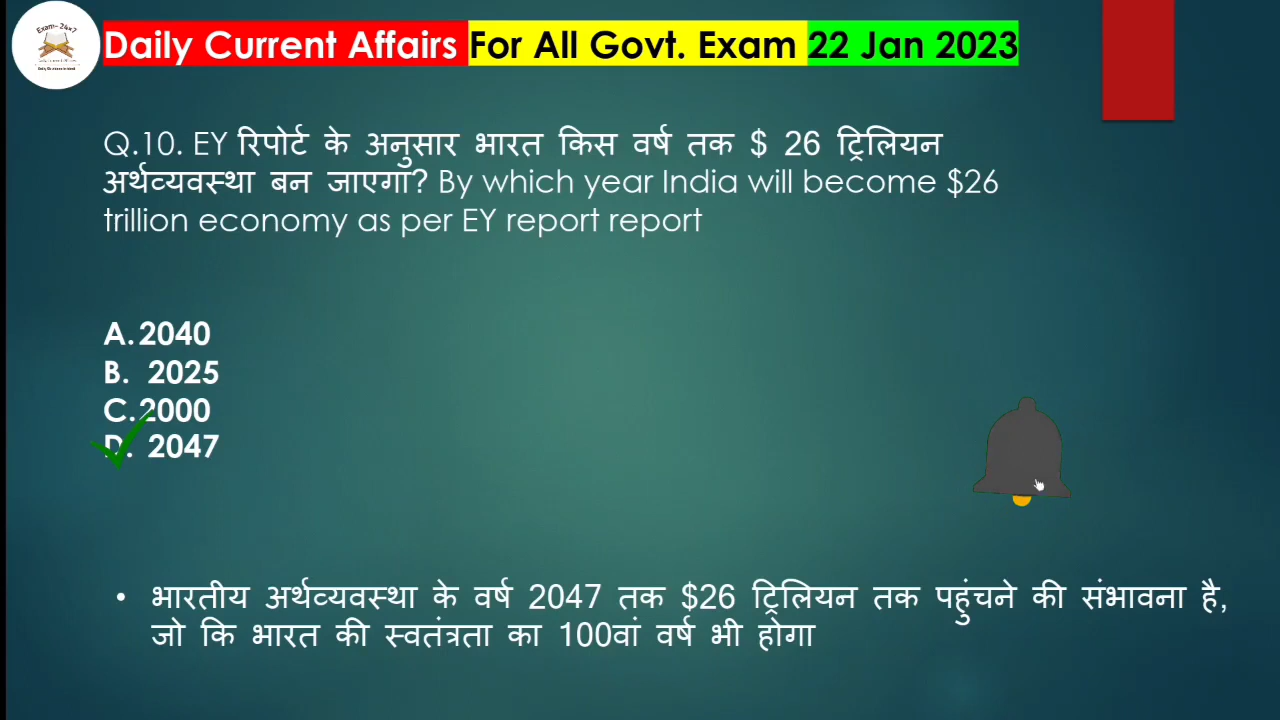 Exam- 24x7
Daily Current Affairs For All Govt. Exam 22 Jan 2023
Q.10. EY रिपोर्ट के अनुसार भारत किस वर्ष तक $ 26 ट्रिलियन
अर्थव्यवस्था बन जाएगा? By which year India will become $26
trillion economy as per EY report report
A. 2040
B. 2025
C. 2000
D. 2047
• भारतीय अर्थव्यवस्था के वर्ष 2047 तक $26 ट्रिलियन तक पहुंचने की संभावना है,
जो कि भारत की स्वतंत्रता का 100वां वर्ष भी होगा